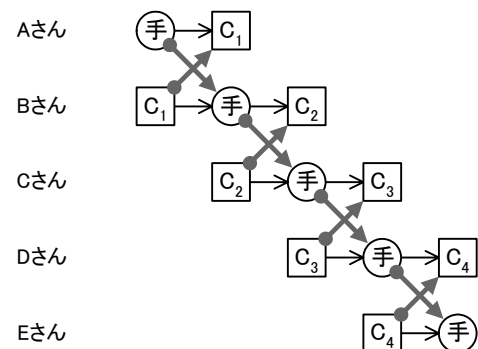 Aさん 手 C₁
Bさん C₁ 手 C₂
Cさん C₂ 手 C₃
Dさん C₃ 手 C₄
Eさん C₄ 手